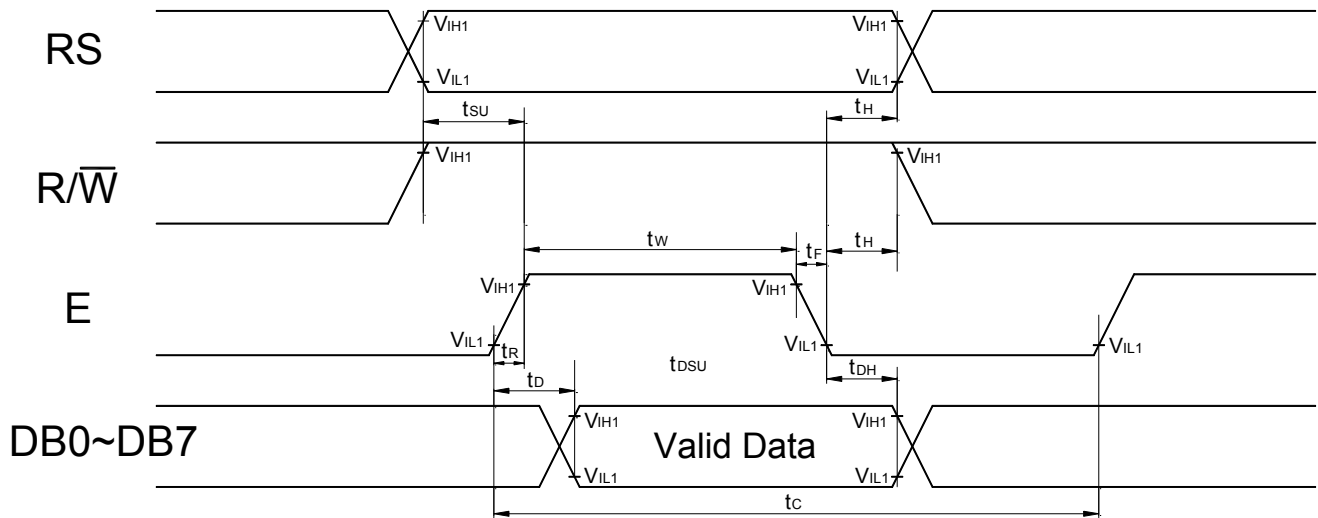 VIH1 VIH1
RS
VIL1 VIL1
tSU tH
VIH1 VIH1
R/W̅
tW tF tH
VIH1 VIH1
E
VIL1 VIL1 VIL1
tR tDSU tDH
tD
VIH1 VIH1
DB0~DB7 Valid Data
VIL1 VIL1
tC